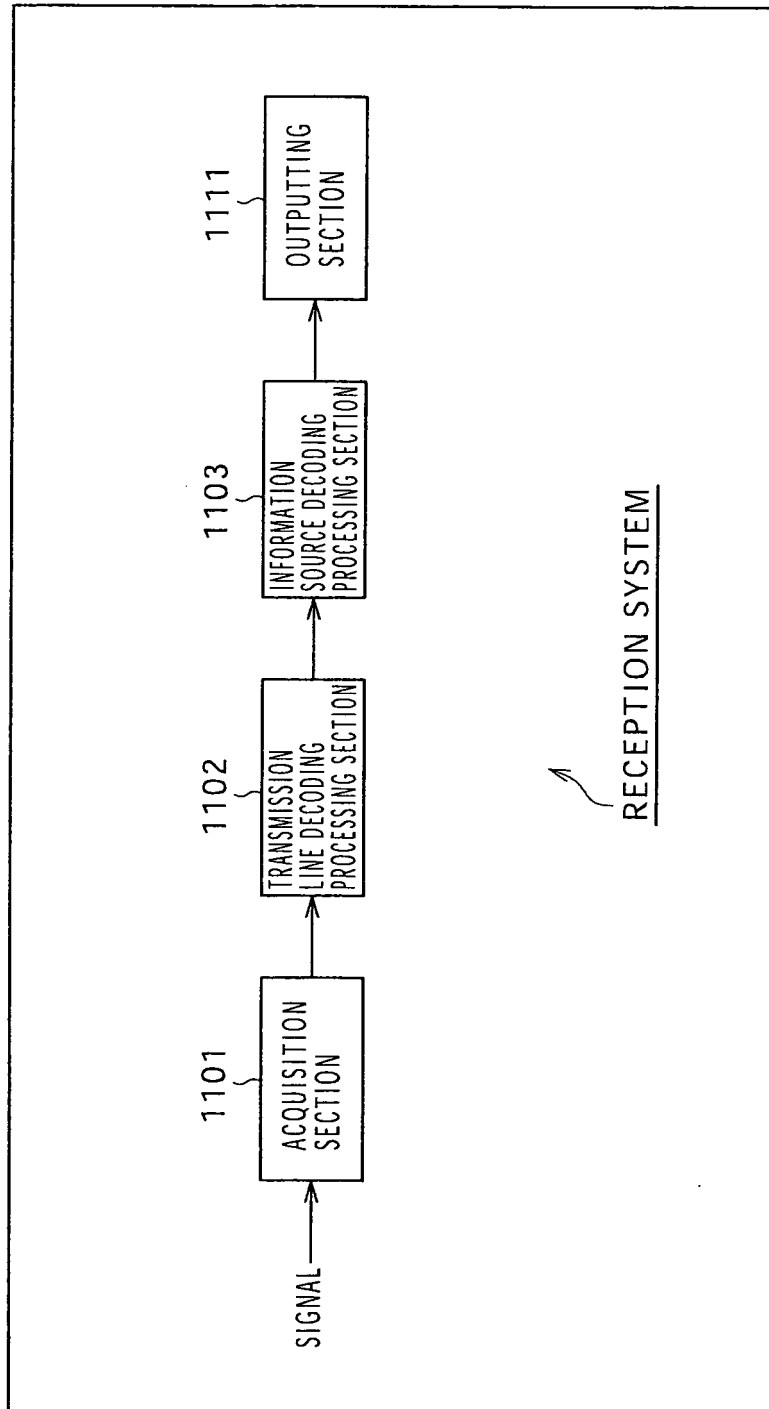 SIGNAL
1101
ACQUISITION
SECTION
1102
TRANSMISSION
LINE DECODING
PROCESSING SECTION
1103
INFORMATION
SOURCE DECODING
PROCESSING SECTION
1111
OUTPUTTING
SECTION
RECEPTION SYSTEM